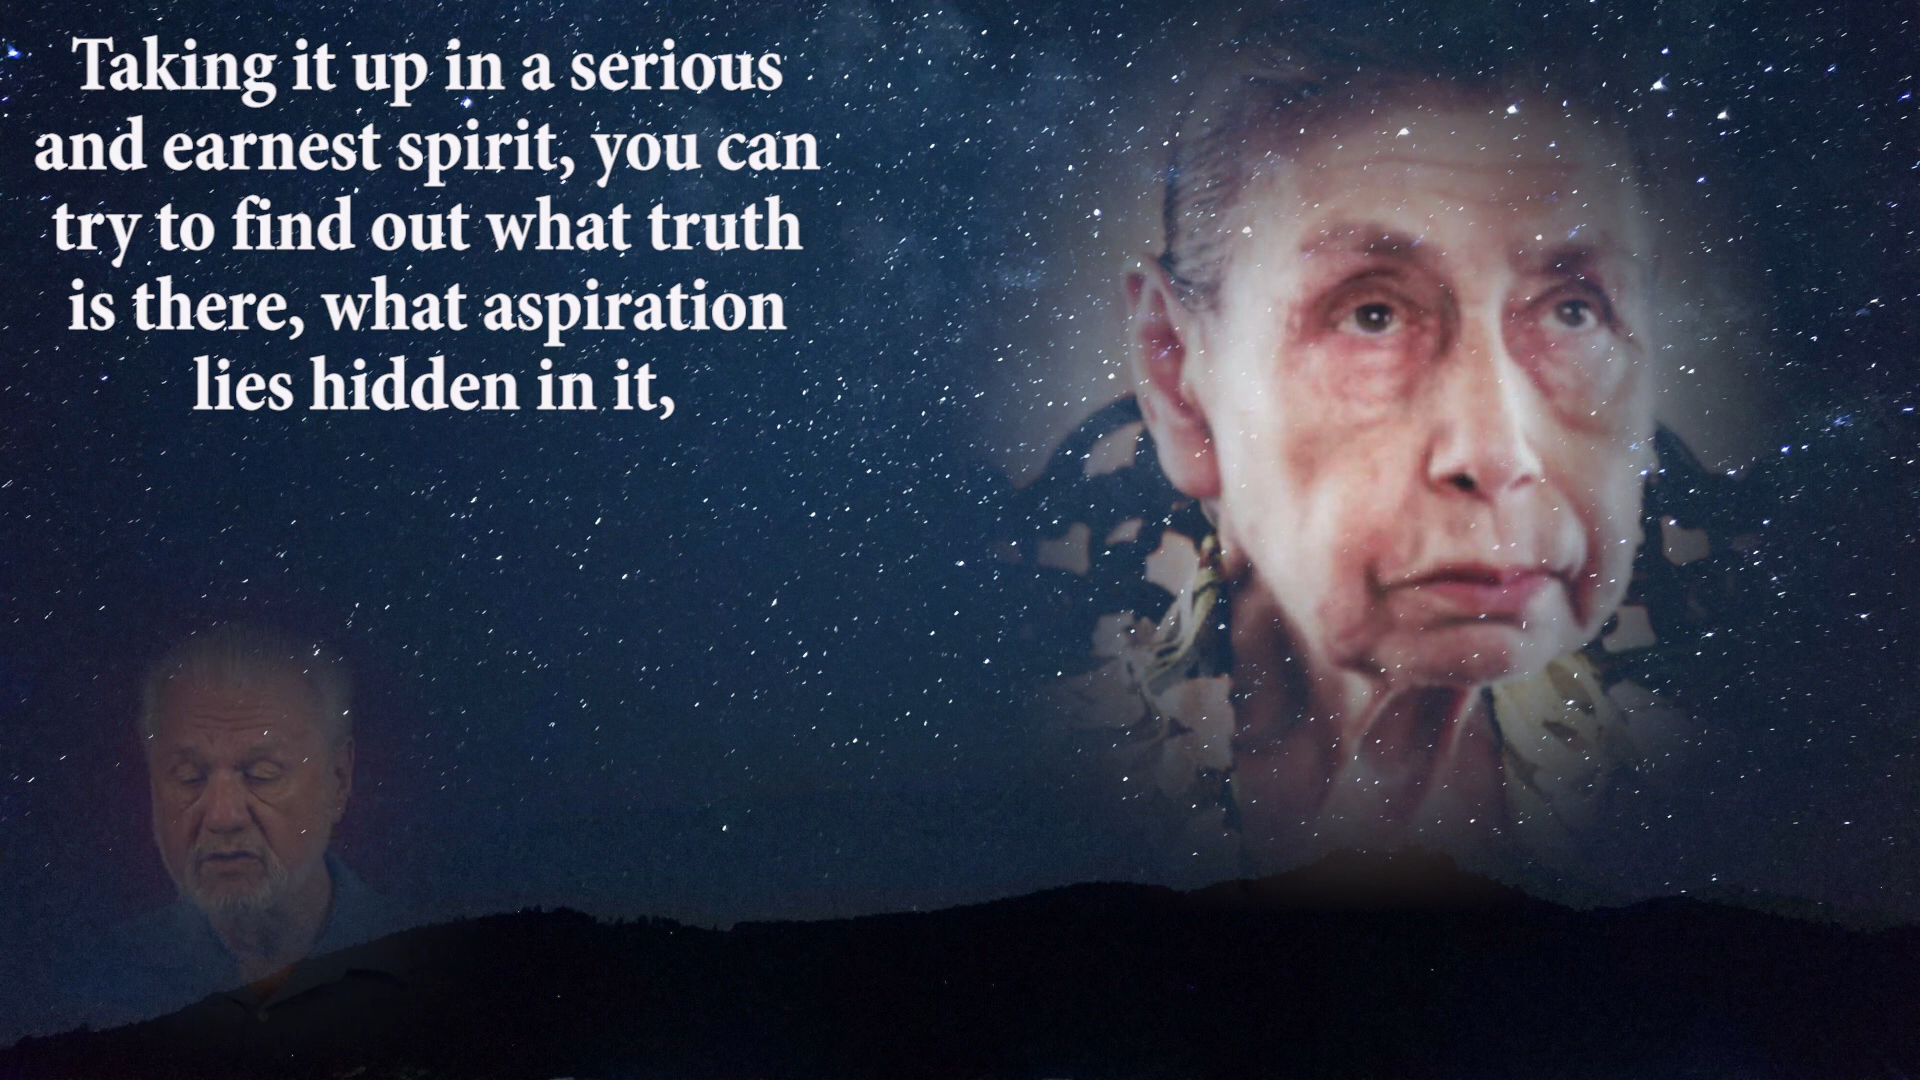 Taking it up in a serious
and earnest spirit, you can
try to find out what truth
is there, what aspiration
lies hidden in it,